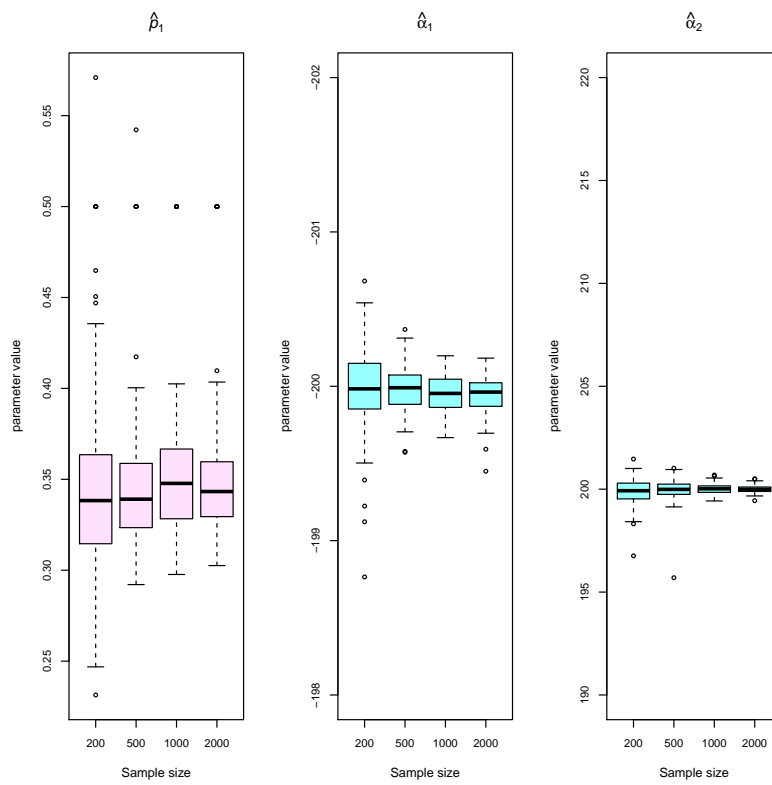 p̂₁
parameter value
0.55
0.50
0.45
0.40
0.35
0.30
0.25
200 500 1000 2000
Sample size
α̂₁
parameter value
-202
-201
-200
-199
-198
200 500 1000 2000
Sample size
α̂₂
parameter value
220
215
210
205
200
195
190
200 500 1000 2000
Sample size